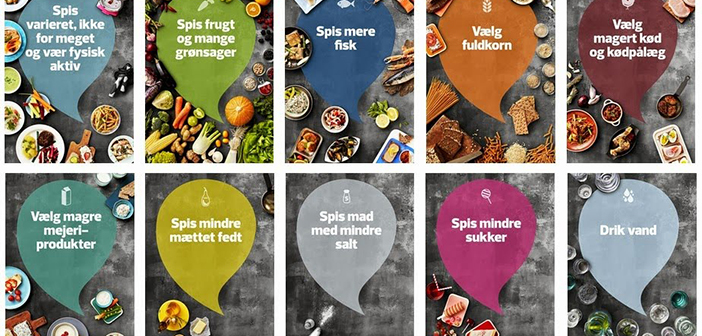 Spis
varieret, ikke
for meget
og vær fysisk
aktiv
Spis frugt
og mange
grønsager
Spis mere
fisk
Vælg
fuldkorn
Vælg
magert kød
og kødpålæg
Vælg magre
mejeri-
produkter
Spis mindre
mættet fedt
Spis mad
med mindre
salt
Spis mindre
sukker
Drik vand